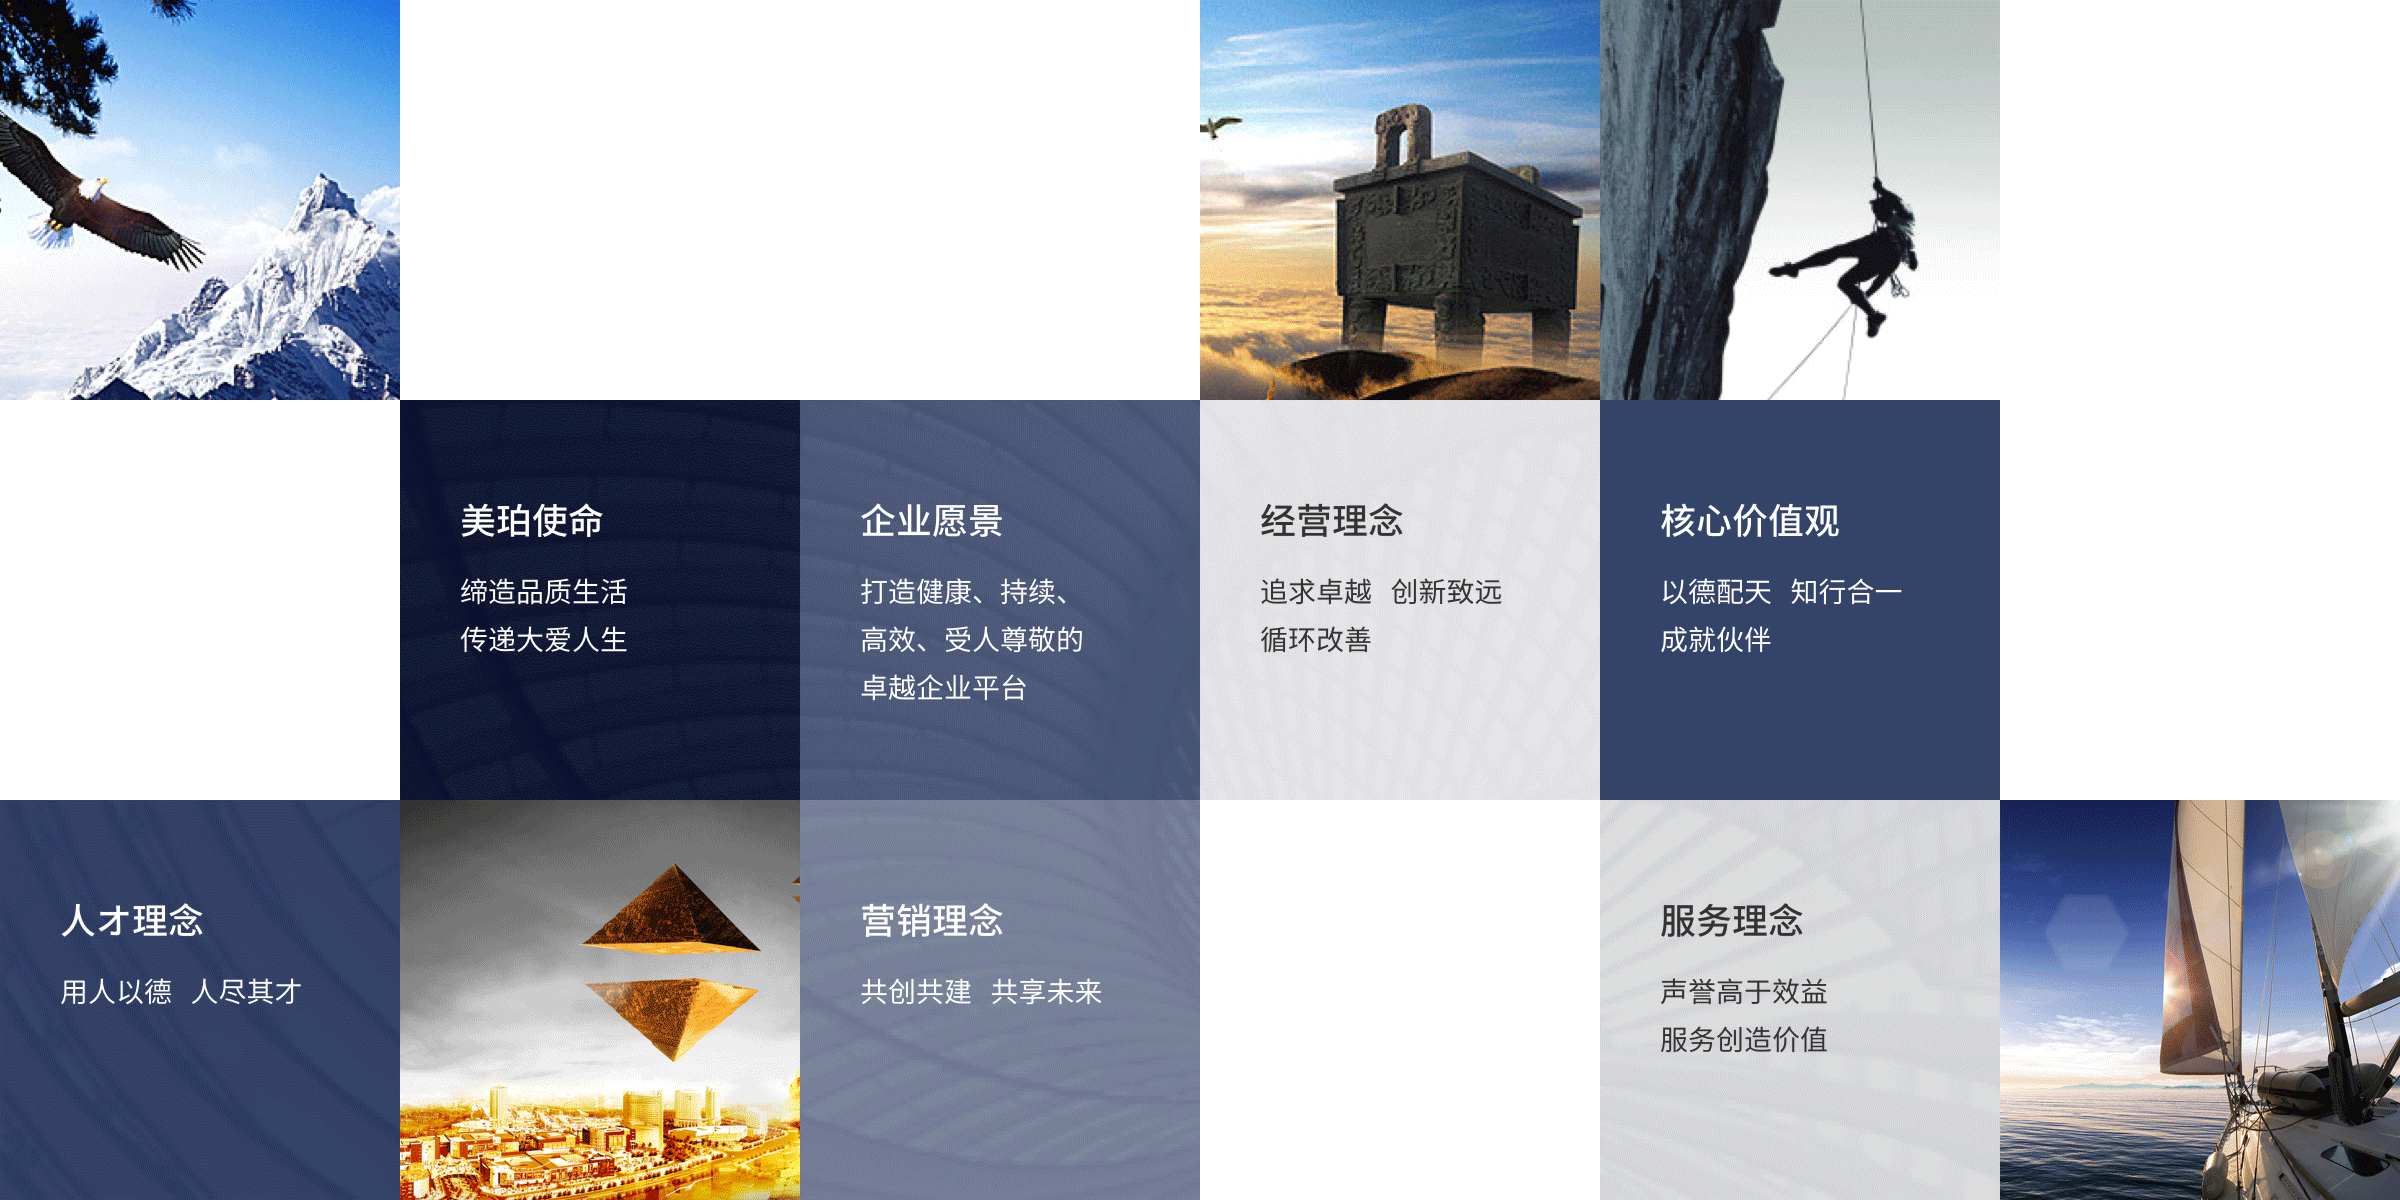 美珀使命
缔造品质生活
传递大爱人生
企业愿景
打造健康、持续、
高效、受人尊敬的
卓越企业平台
经营理念
追求卓越 创新致远
循环改善
核心价值观
以德配天 知行合一
成就伙伴
人才理念
用人以德 人尽其才
营销理念
共创共建 共享未来
服务理念
声誉高于效益
服务创造价值